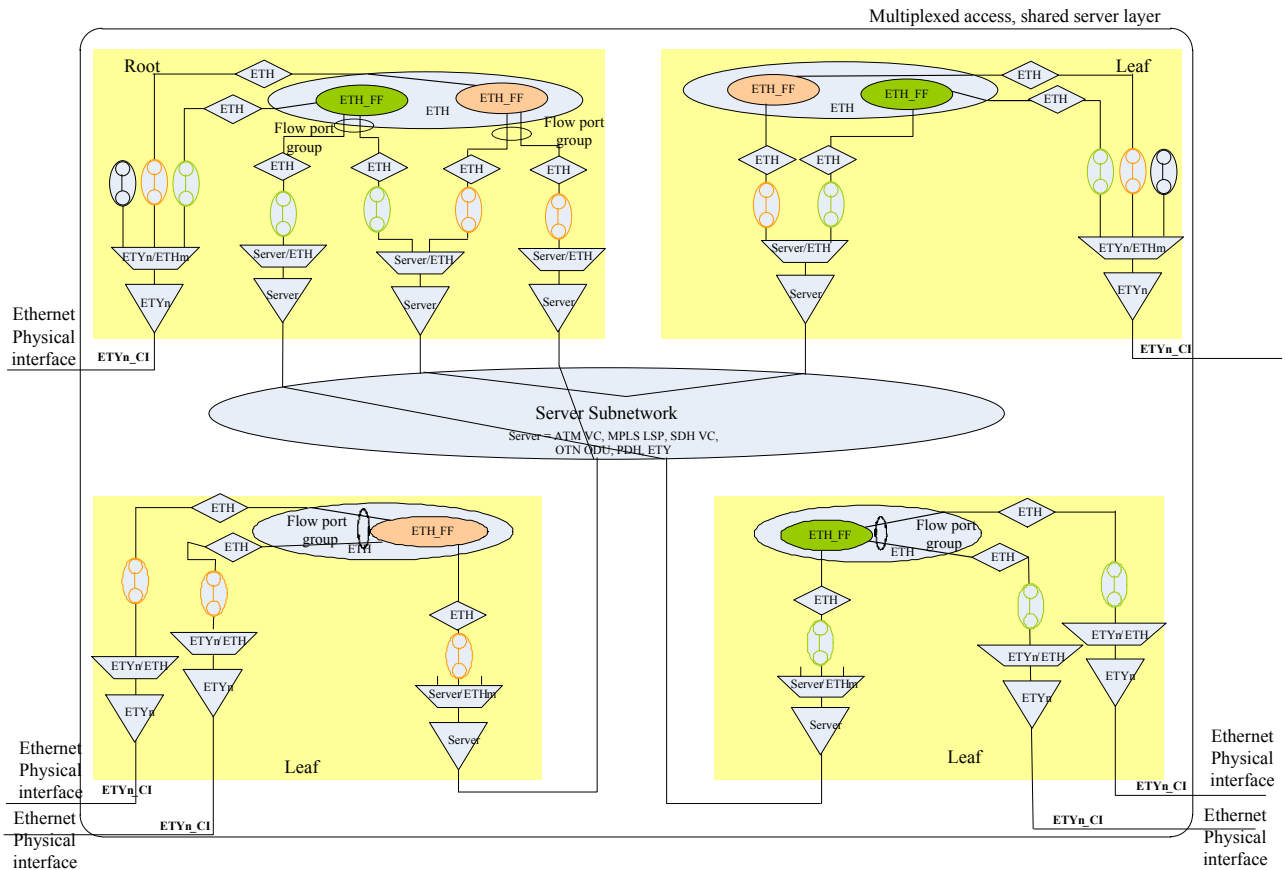 Multiplexed access, shared server layer
Root
ETH
ETH_FF
ETH_FF
ETH
ETH
Flow port
group
Flow port
group
ETH
ETH
ETH
ETH
ETYn/ETHm
Server/ETH
Server/ETH
Server/ETH
ETYn
Server
Server
Server
Ethernet
Physical
interface
ETYn_CI
Leaf
ETH
ETH_FF
ETH_FF
ETH
ETH
ETH
ETH
Server/ETH
ETYn/ETHm
Server
ETYn
ETYn_CI
Server Subnetwork
Server = ATM VC, MPLS LSP, SDH VC,
OTN ODU, PDH, ETY
ETH
Flow port
group
ETH_FF
ETH
ETH
ETH
ETYn/ETH
ETYn/ETH
ETYn
ETYn
Server/ETHm
Server
Leaf
Ethernet
Physical
interface
ETYn_CI
Ethernet
Physical
interface
ETYn_CI
ETH
ETH_FF
Flow port
group
ETH
ETH
ETH
ETYn/ETH
ETYn/ETH
Server/ETHm
ETYn
ETYn
Server
Leaf
Ethernet
Physical
interface
ETYn_CI
Ethernet
Physical
interface
ETYn_CI